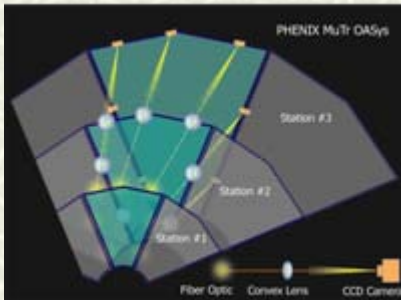 PHENIX MuTr OASys
Station #3
Station #2
Station #1
Fiber Optic
Convex Lens
CCD Camera